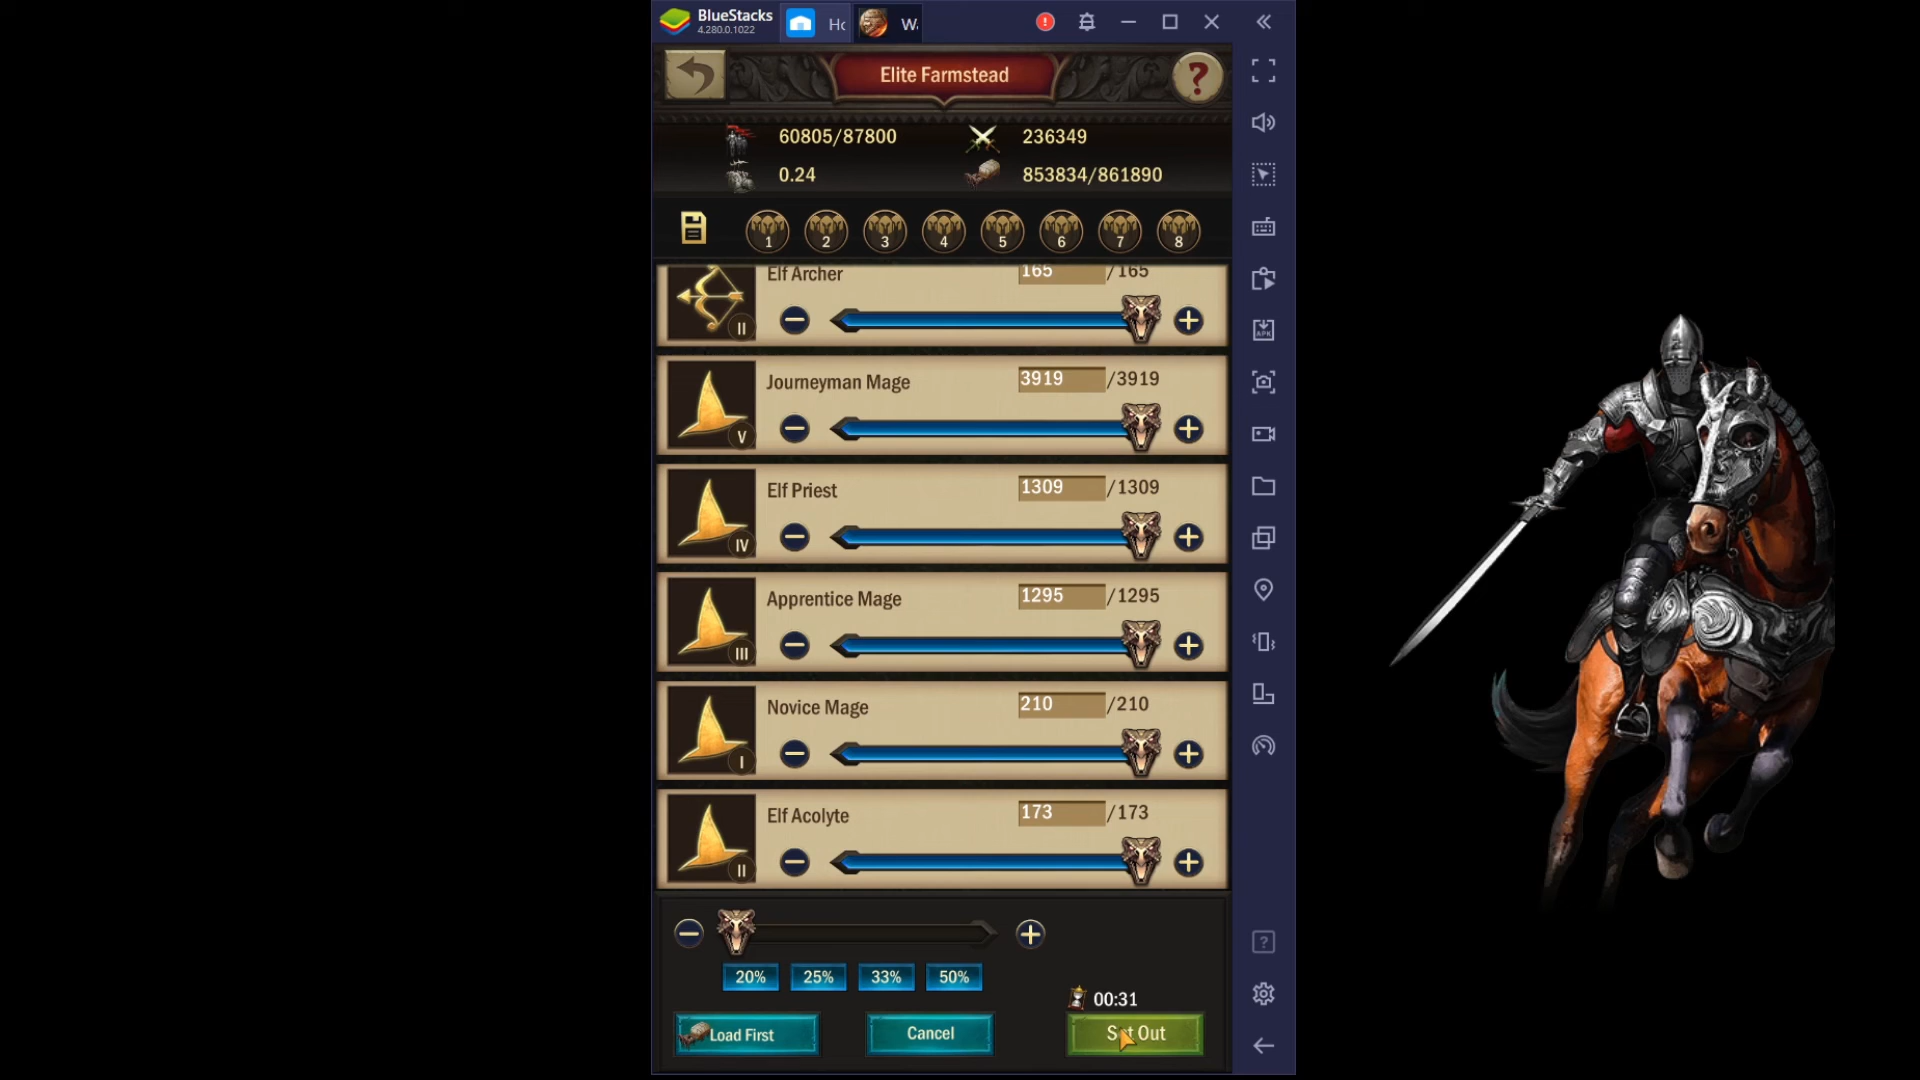 BlueStacks
4.280.0.1022
Elite Farmstead
?
60805/87800
236349
0.24
853834/861890
1 2 3 4 5 6 7 8
Elf Archer
165/165
II
Journeyman Mage
3919/3919
V
Elf Priest
1309/1309
IV
Apprentice Mage
1295/1295
III
Novice Mage
210/210
I
Elf Acolyte
173/173
II
20% 25% 33% 50%
00:31
Load First
Cancel
Set Out